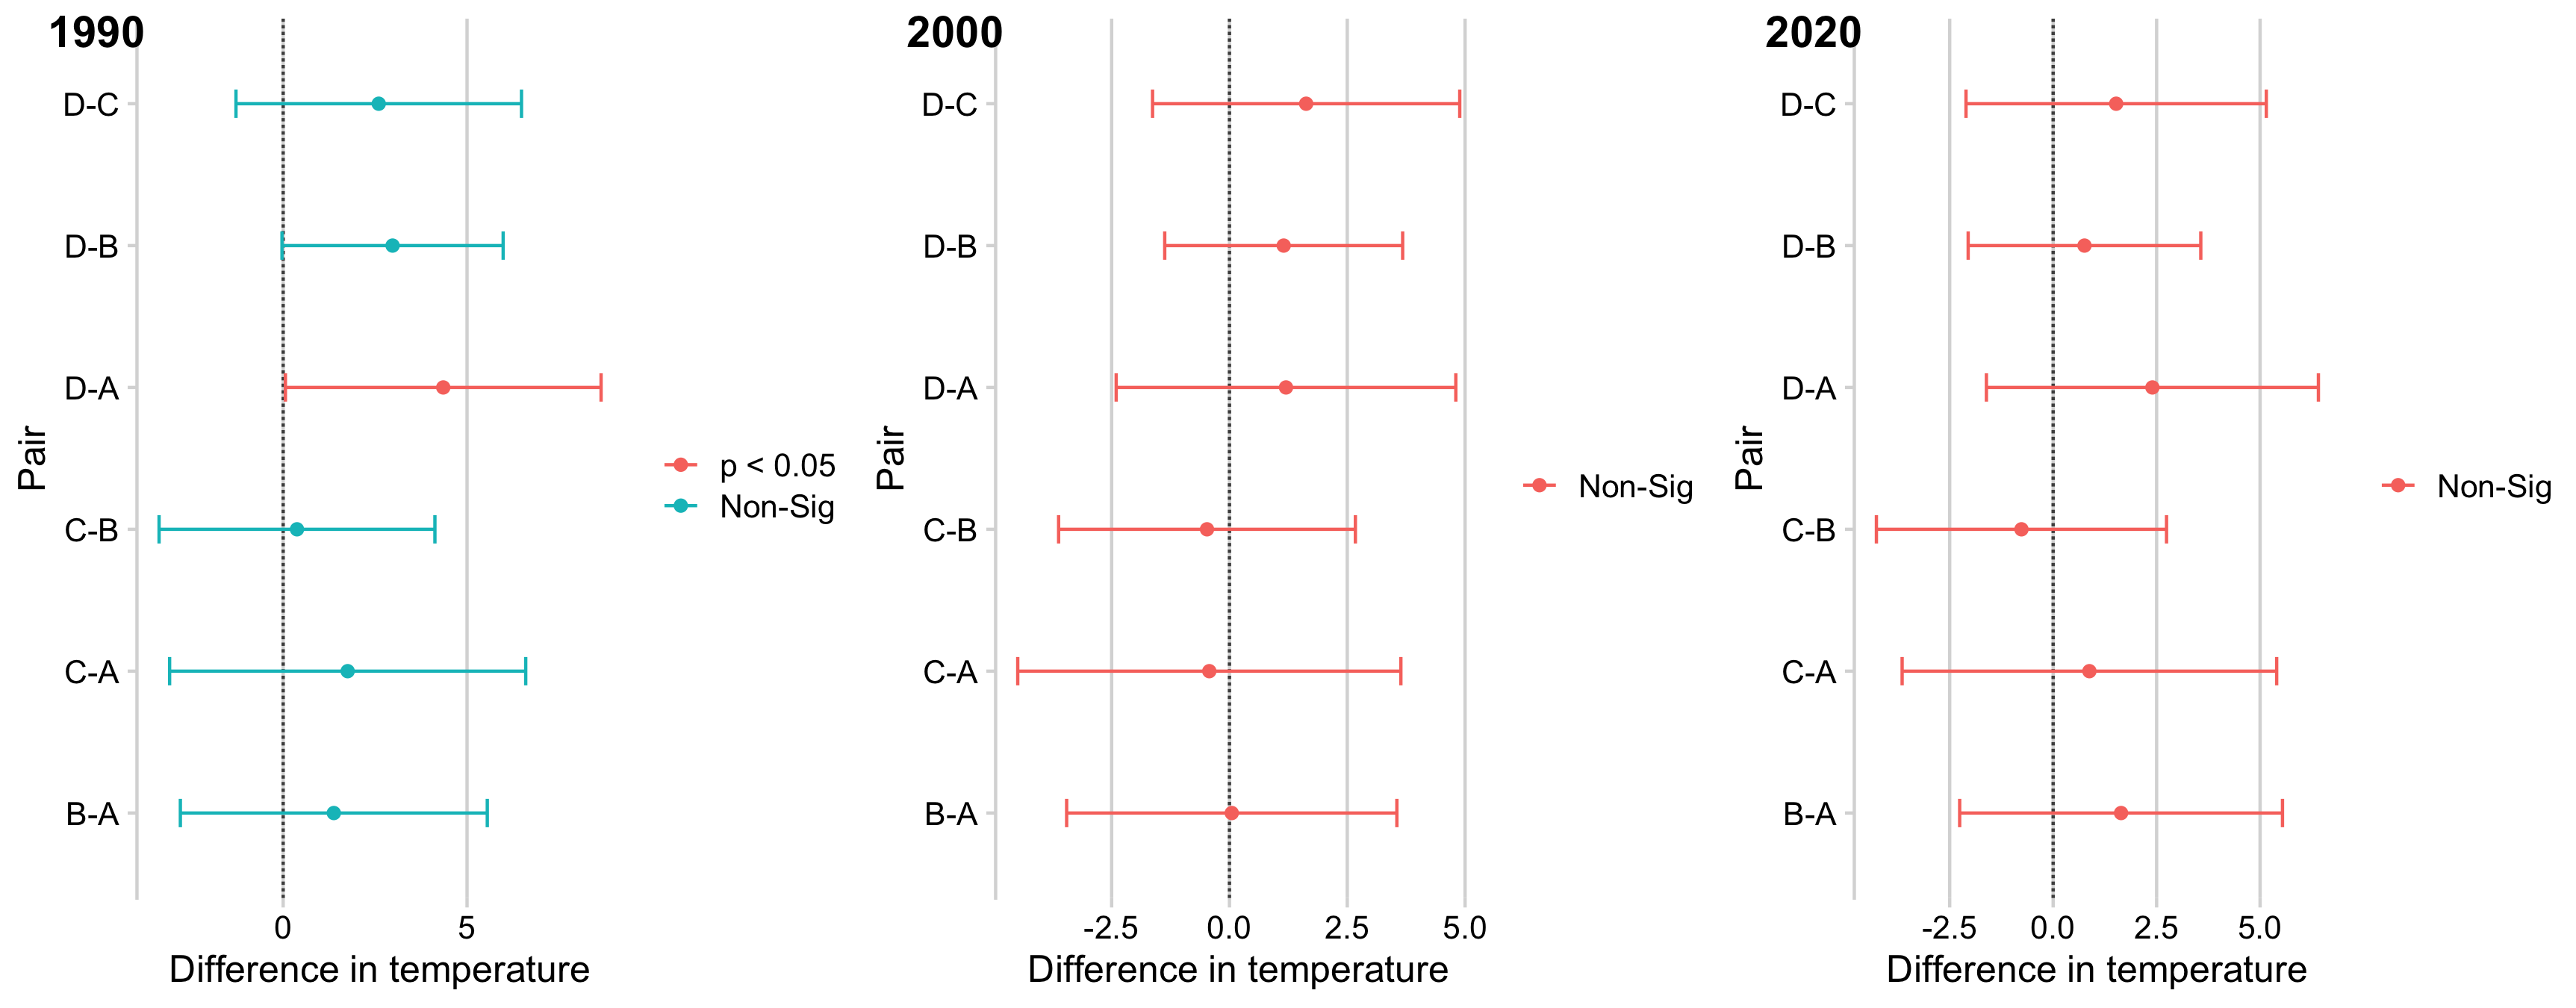 1990
D-C
D-B
D-A
C-B
C-A
B-A
Pair
0 5
Difference in temperature
p < 0.05
Non-Sig
2000
D-C
D-B
D-A
C-B
C-A
B-A
Pair
-2.5 0.0 2.5 5.0
Difference in temperature
Non-Sig
2020
D-C
D-B
D-A
C-B
C-A
B-A
Pair
-2.5 0.0 2.5 5.0
Difference in temperature
Non-Sig